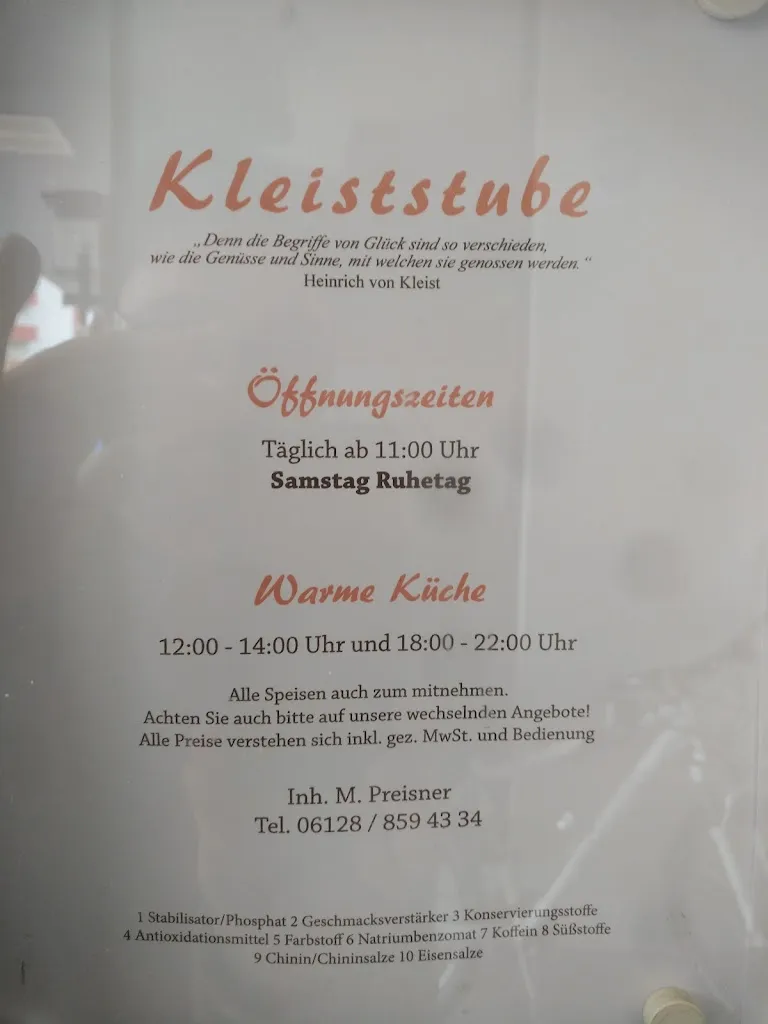 Kleiststube
„Denn die Begriffe von Glück sind so verschieden,
wie die Genüsse und Sinne, mit welchen sie genossen werden."
Heinrich von Kleist
Öffnungszeiten
Täglich ab 11:00 Uhr
Samstag Ruhetag
Warme Küche
12:00 - 14:00 Uhr und 18:00 - 22:00 Uhr
Alle Speisen auch zum mitnehmen.
Achten Sie auch bitte auf unsere wechselnden Angebote!
Alle Preise verstehen sich inkl. gez. MwSt. und Bedienung
Inh. M. Preisner
Tel. 06128 / 859 43 34
1 Stabilisator/Phosphat 2 Geschmacksverstärker 3 Konservierungsstoffe
4 Antioxidationsmittel 5 Farbstoff 6 Natriumbenzomat 7 Koffein 8 Süßstoffe
9 Chinin/Chininsalze 10 Eisensalze